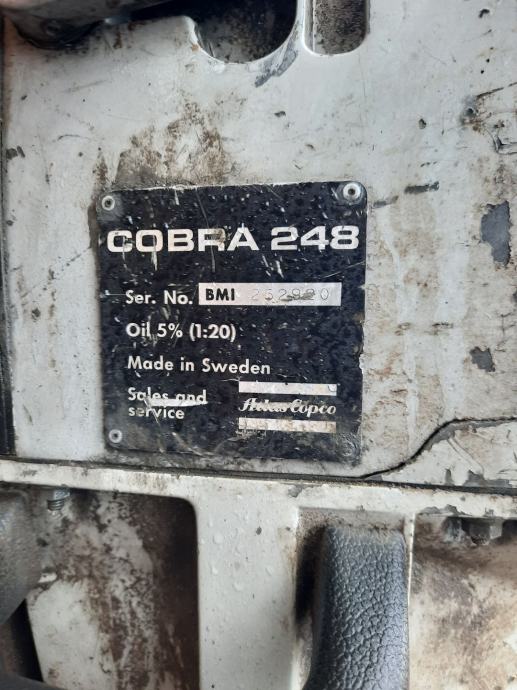 COBRA 248
Ser. No. BMI 252920
Oil 5% (1:20)
Made in Sweden
Sales and
service
Atlas Copco